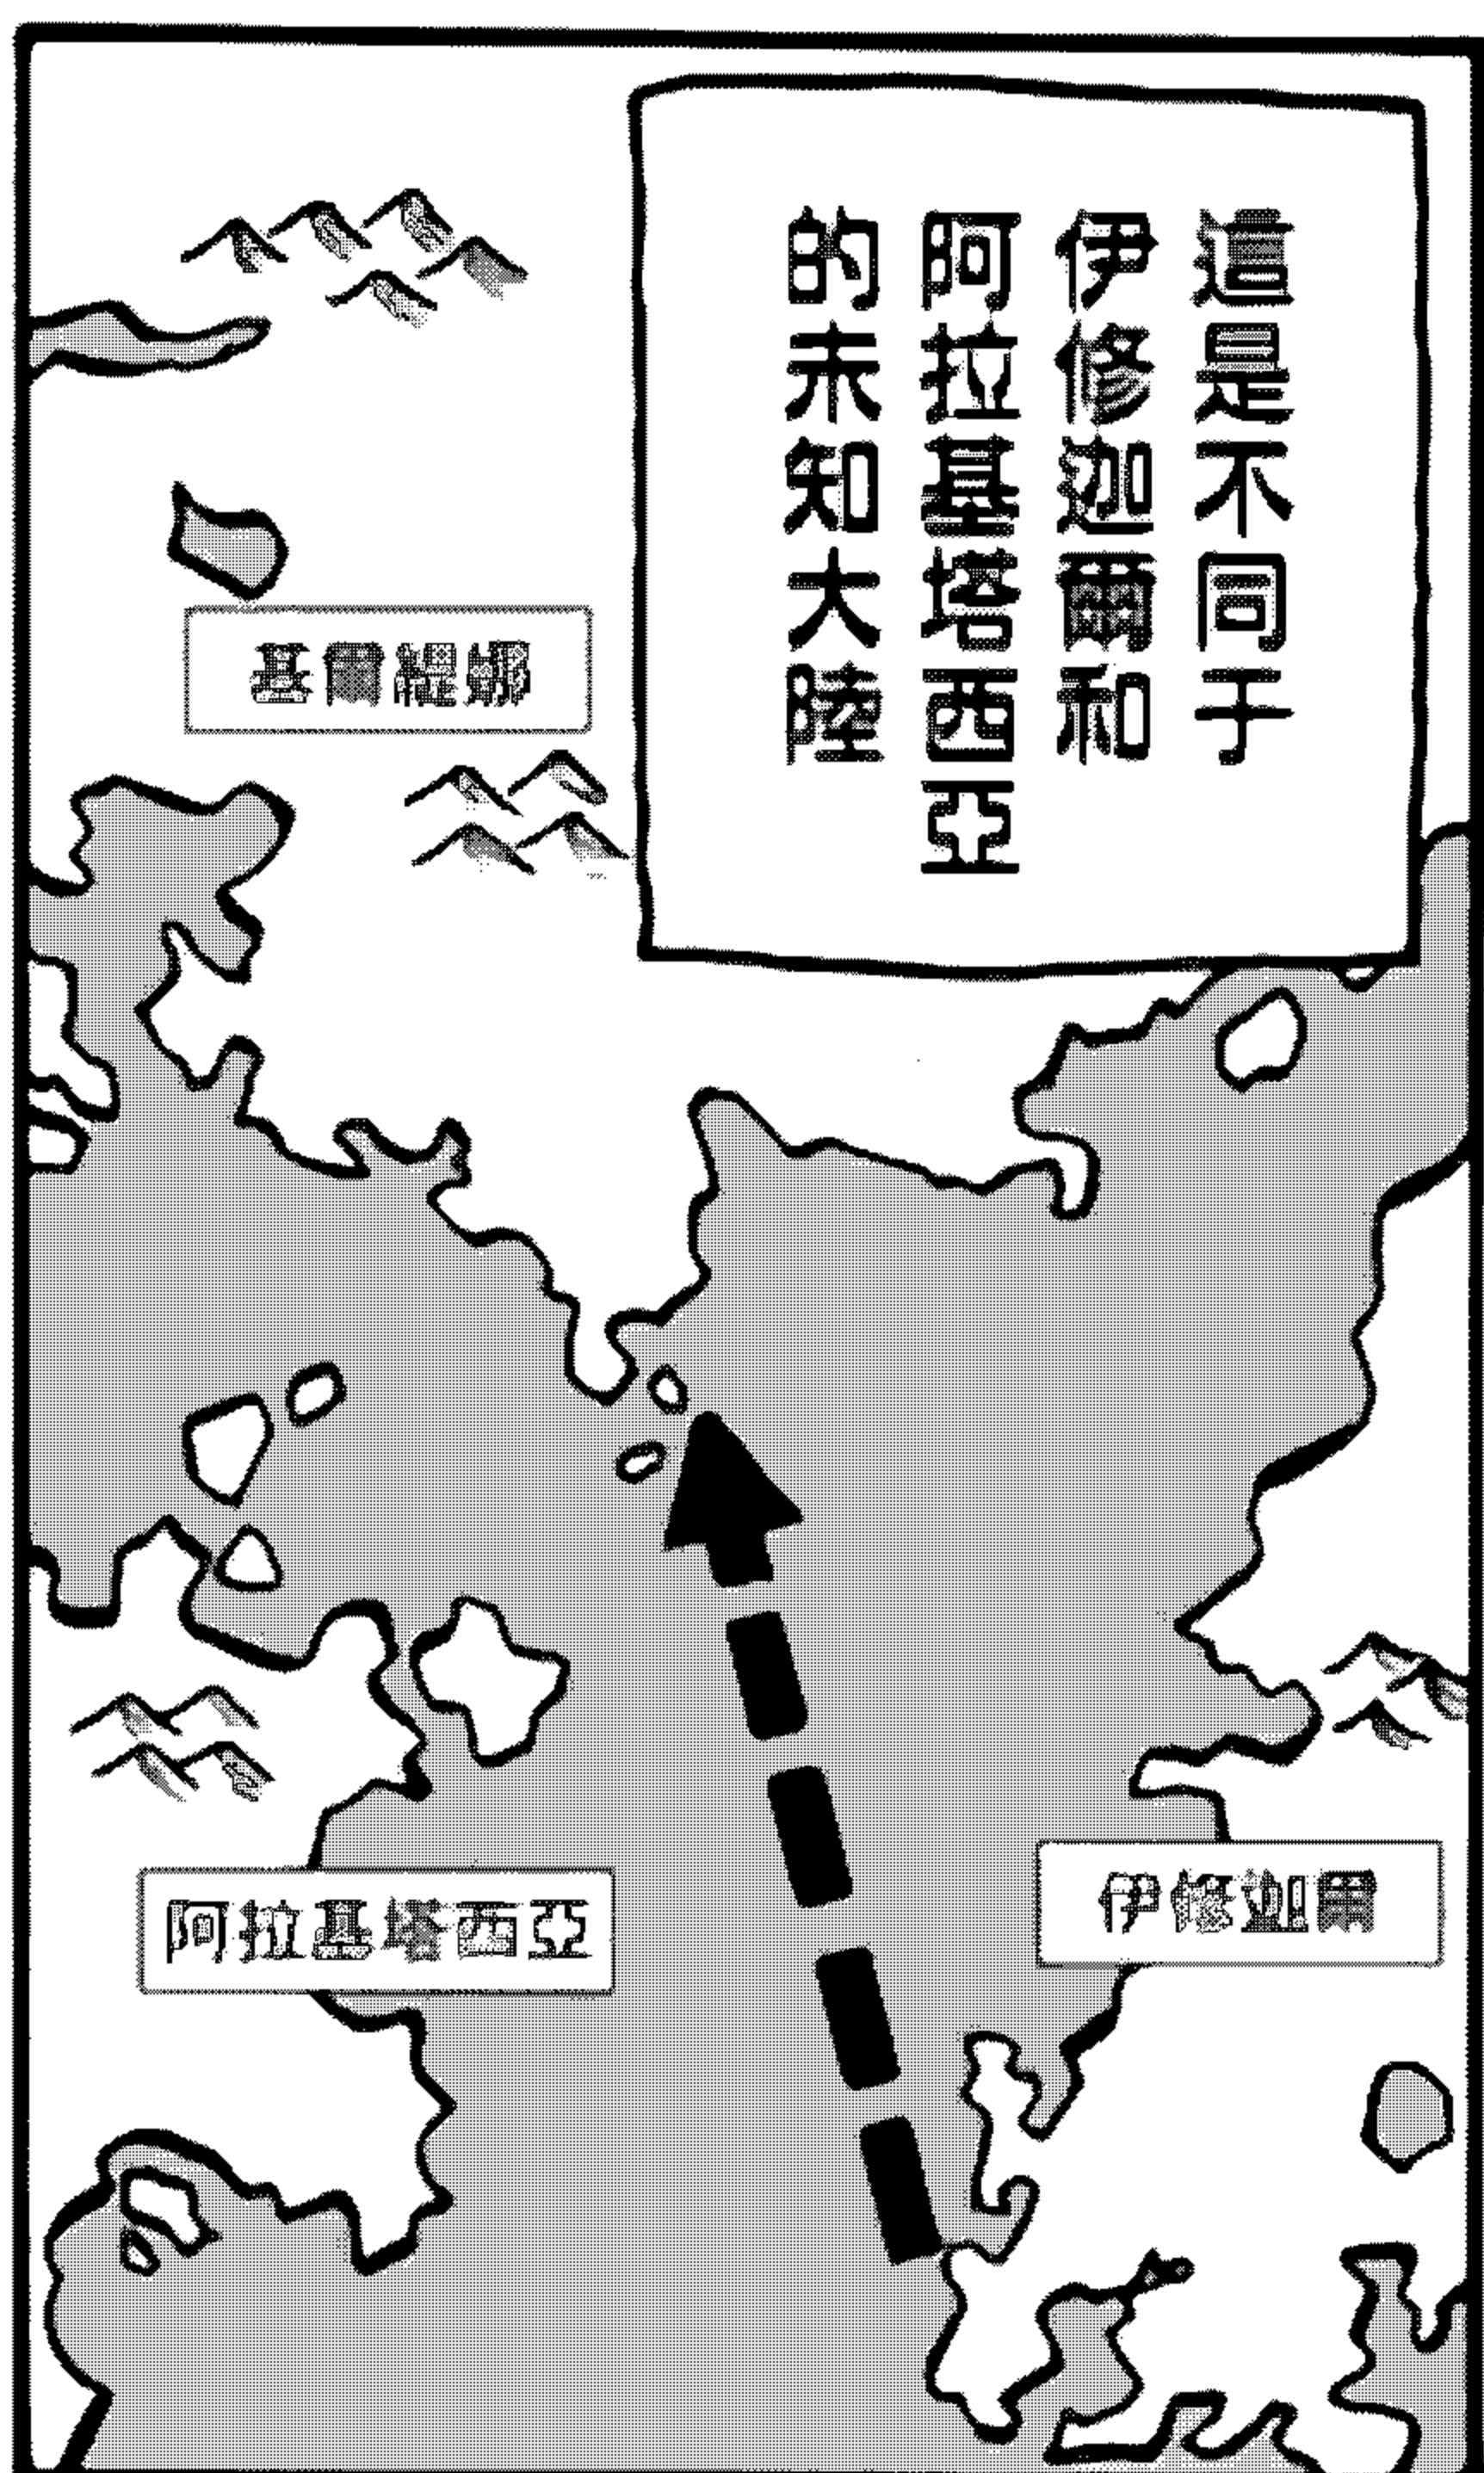 這是不同于
伊修迦爾和
阿拉基塔西亞
的未知大陸
基爾緹娜
阿拉基塔西亞
伊修迦爾